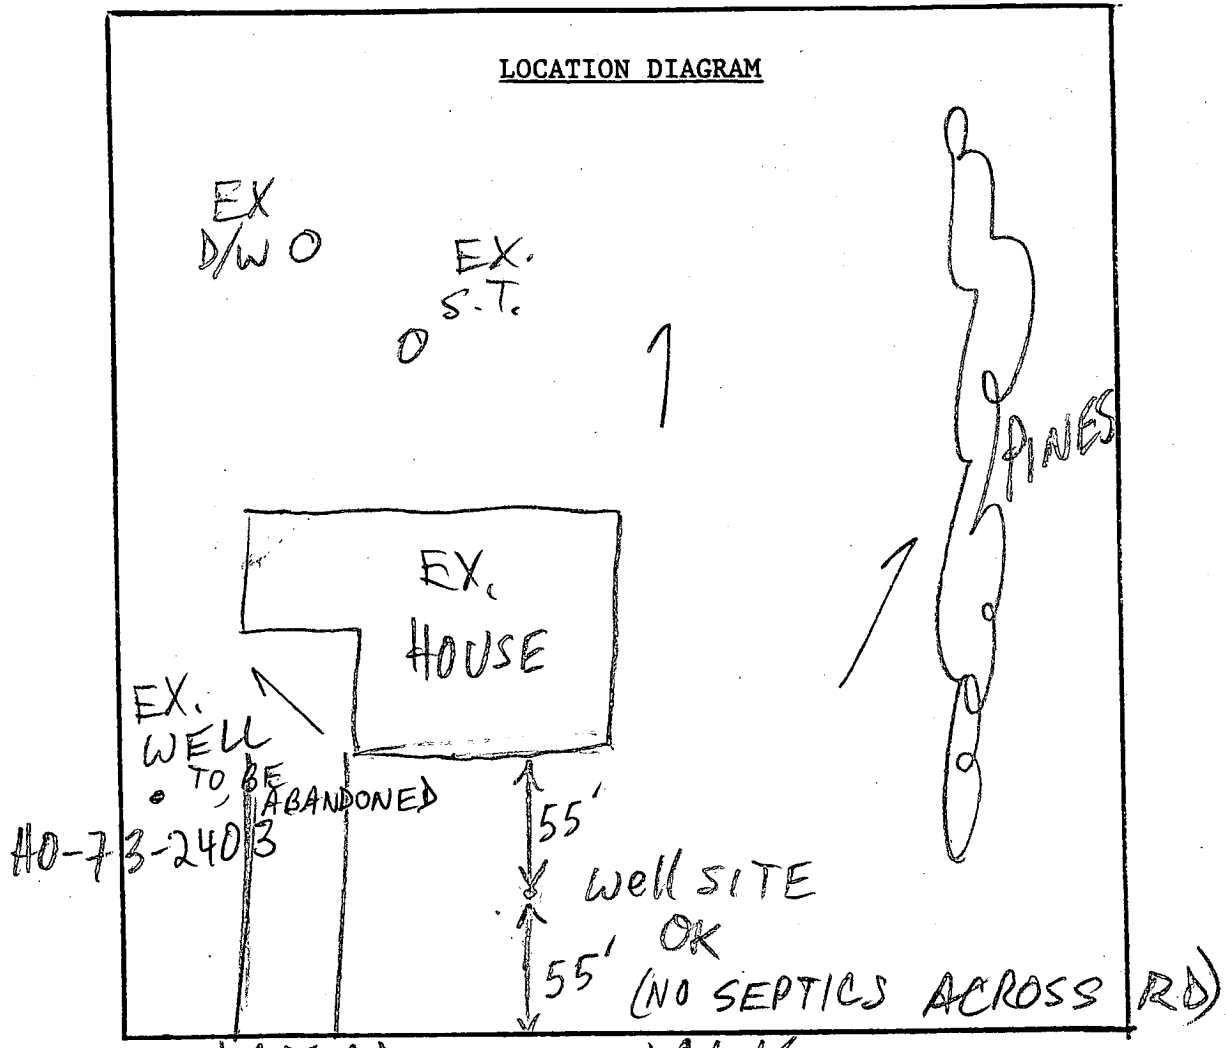 LOCATION DIAGRAM
EX
D/W
EX.
S.T.
PINES
EX.
HOUSE
EX.
WELL
TO BE
ABANDONED
HO-73-2403
55'
well SITE
OK
55'
(NO SEPTICS ACROSS RD)